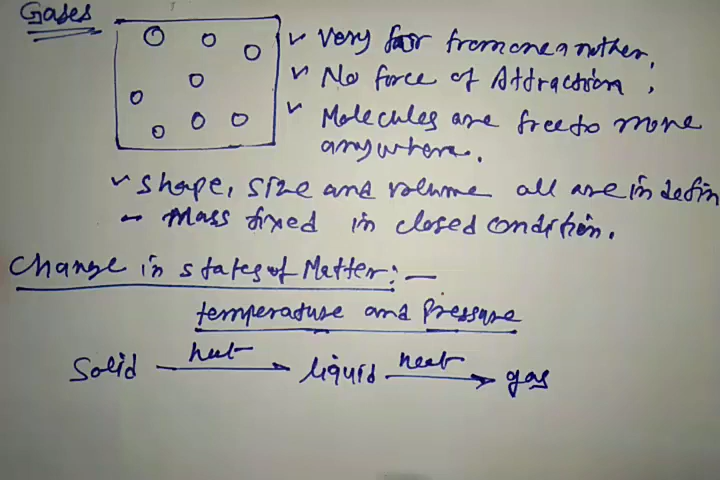 Gases
✓ Very far from one another.
✓ No force of Attraction.
✓ Molecules are free to move
anywhere.
✓ shape, size and volume all are indefin
– Mass fixed in closed condition.
Change in states of Matter:—
temperature and Pressure
Solid heat → liquid heat → gas